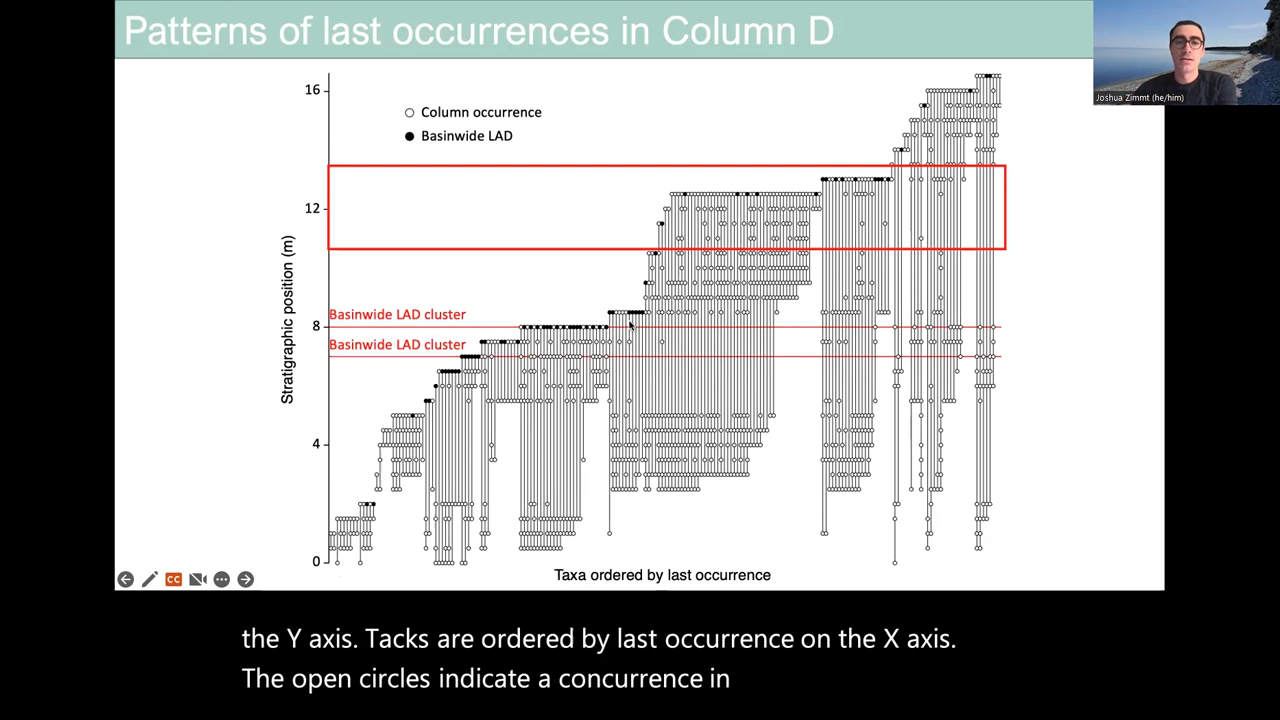 Patterns of last occurrences in Column D
Joshua Zimmt (he/him)
16
Column occurrence
Basinwide LAD
12
Stratigraphic position (m)
Basinwide LAD cluster
8
Basinwide LAD cluster
4
0
Taxa ordered by last occurrence
CC
the Y axis. Tacks are ordered by last occurrence on the X axis.
The open circles indicate a concurrence in